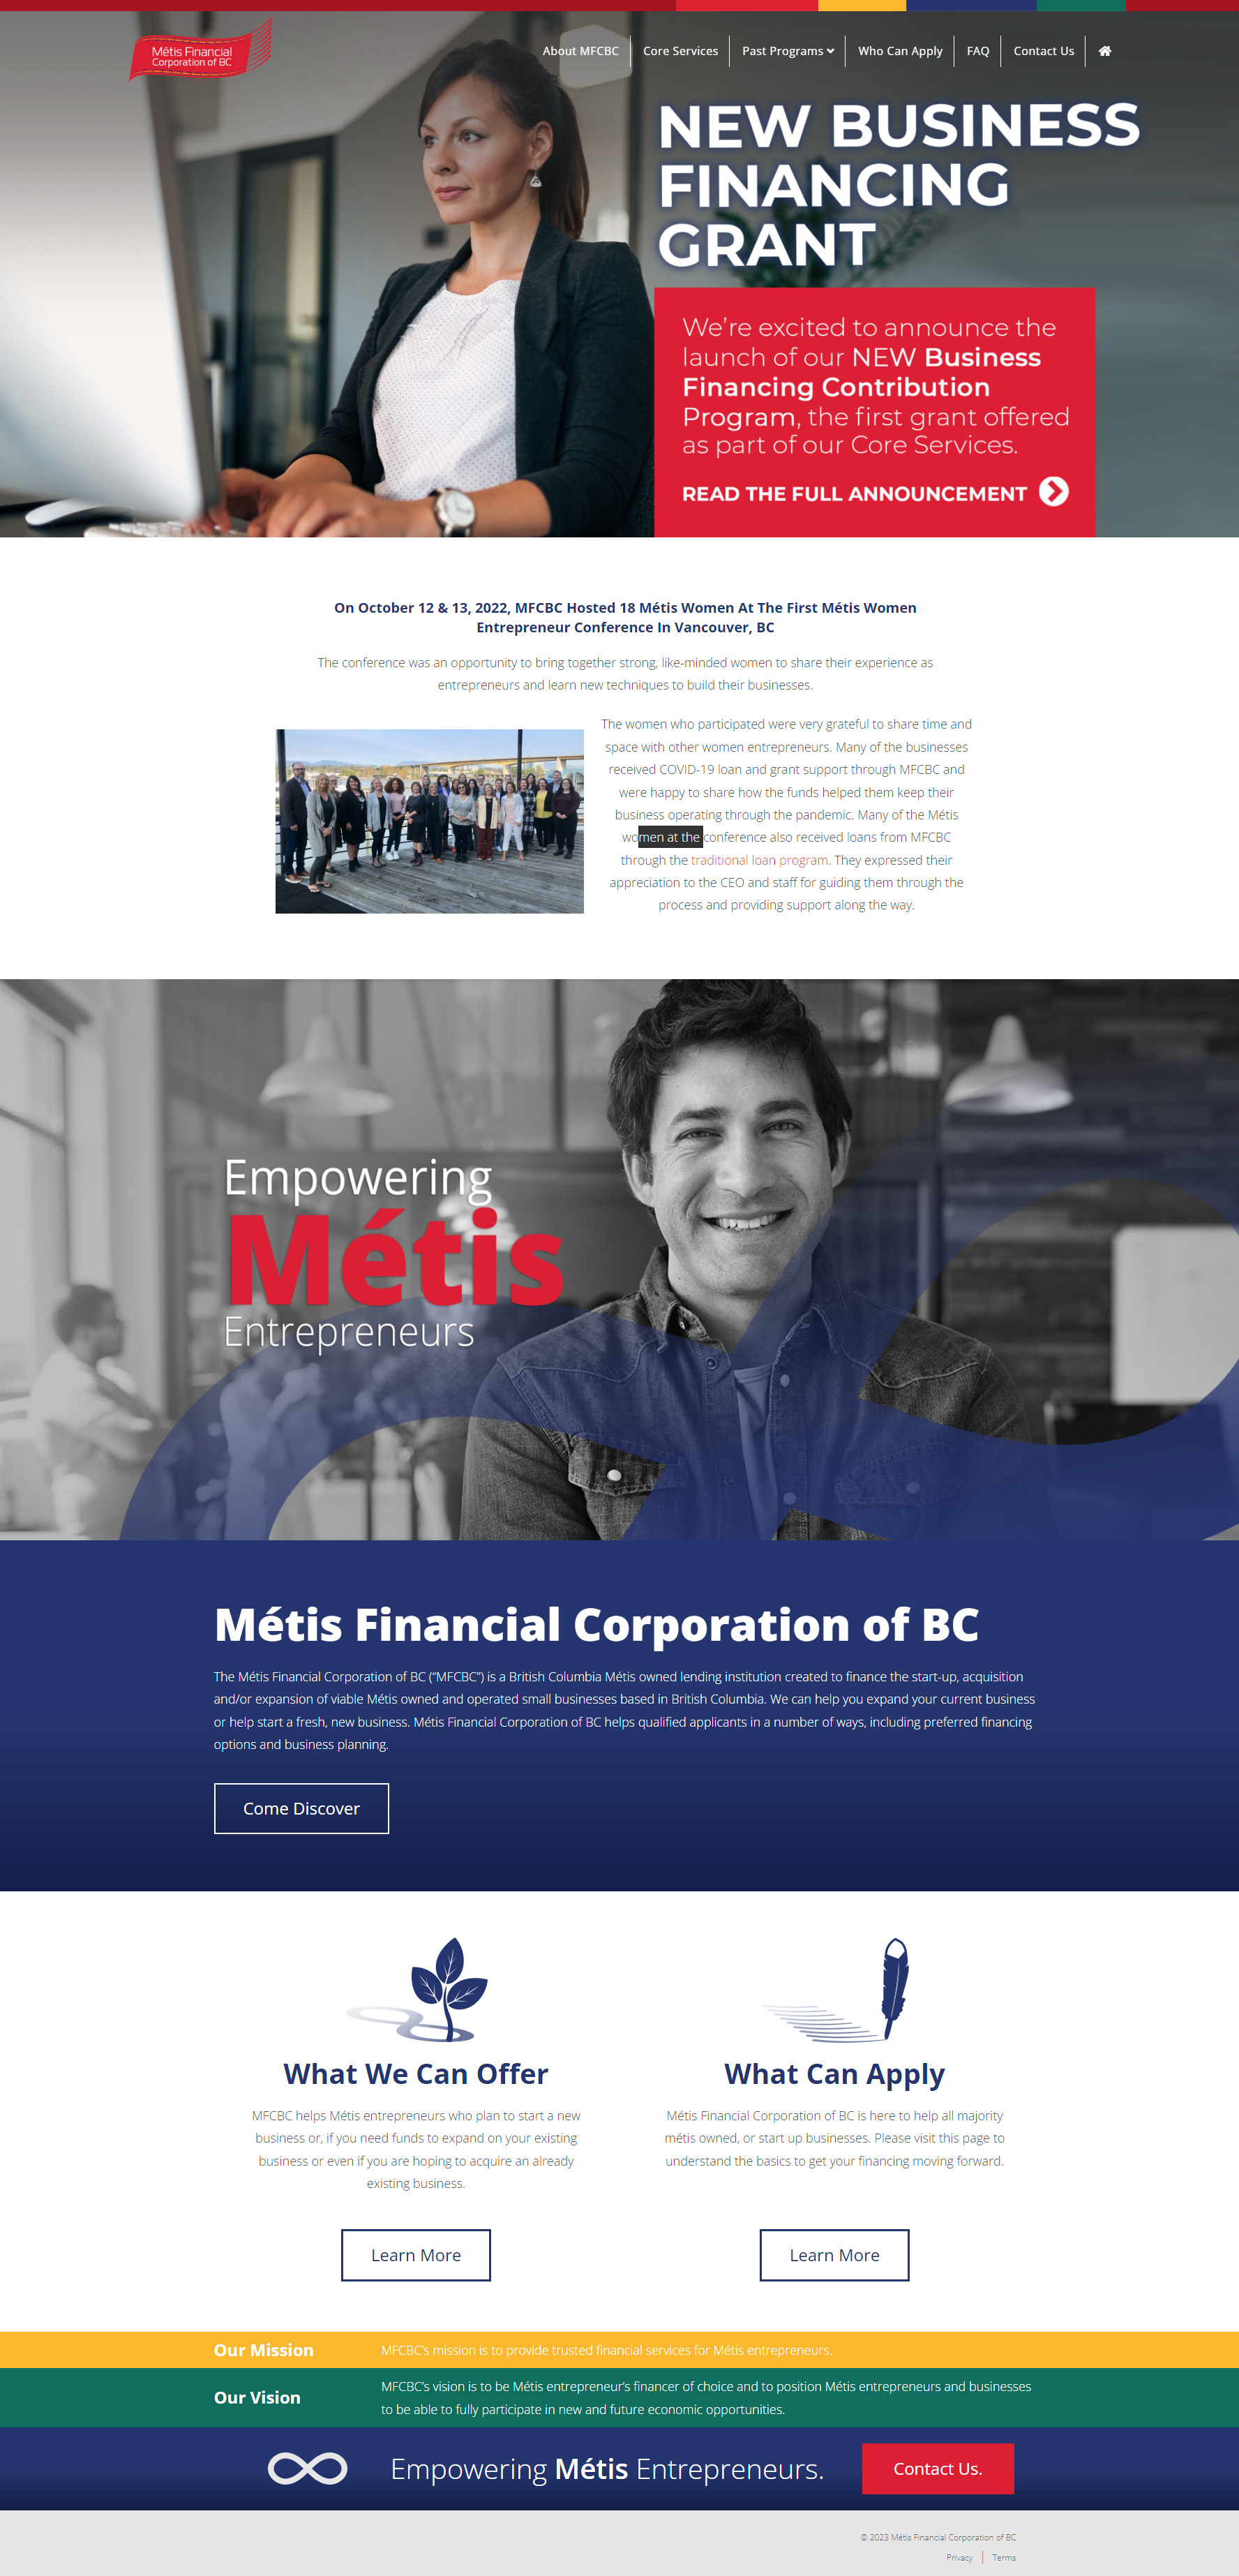 Métis Financial
Corporation of BC
About MFCBC
Core Services
Past Programs
Who Can Apply
FAQ
Contact Us
NEW BUSINESS
FINANCING
GRANT
We're excited to announce the
launch of our NEW Business
Financing Contribution
Program, the first grant offered
as part of our Core Services.
READ THE FULL ANNOUNCEMENT
On October 12 & 13, 2022, MFCBC Hosted 18 Métis Women At The First Métis Women
Entrepreneur Conference In Vancouver, BC
The conference was an opportunity to bring together strong, like-minded women to share their experience as
entrepreneurs and learn new techniques to build their businesses.
The women who participated were very grateful to share time and
space with other women entrepreneurs. Many of the businesses
received COVID-19 loan and grant support through MFCBC and
were happy to share how the funds helped them keep their
business operating through the pandemic. Many of the Métis
women at the conference also received loans from MFCBC
through the traditional loan program. They expressed their
appreciation to the CEO and staff for guiding them through the
process and providing support along the way.
Empowering
Métis
Entrepreneurs
Métis Financial Corporation of BC
The Métis Financial Corporation of BC ("MFCBC") is a British Columbia Métis owned lending institution created to finance the start-up, acquisition
and/or expansion of viable Métis owned and operated small businesses based in British Columbia. We can help you expand your current business
or help start a fresh, new business. Métis Financial Corporation of BC helps qualified applicants in a number of ways, including preferred financing
options and business planning.
Come Discover
What We Can Offer
MFCBC helps Métis entrepreneurs who plan to start a new
business or, if you need funds to expand on your existing
business or even if you are hoping to acquire an already
existing business.
Learn More
What Can Apply
Métis Financial Corporation of BC is here to help all majority
métis owned, or start up businesses. Please visit this page to
understand the basics to get your financing moving forward.
Learn More
Our Mission
MFCBC's mission is to provide trusted financial services for Métis entrepreneurs.
Our Vision
MFCBC's vision is to be Métis entrepreneur's financer of choice and to position Métis entrepreneurs and businesses
to be able to fully participate in new and future economic opportunities.
Empowering Métis Entrepreneurs.
Contact Us.
© 2023 Métis Financial Corporation of BC
Privacy | Terms